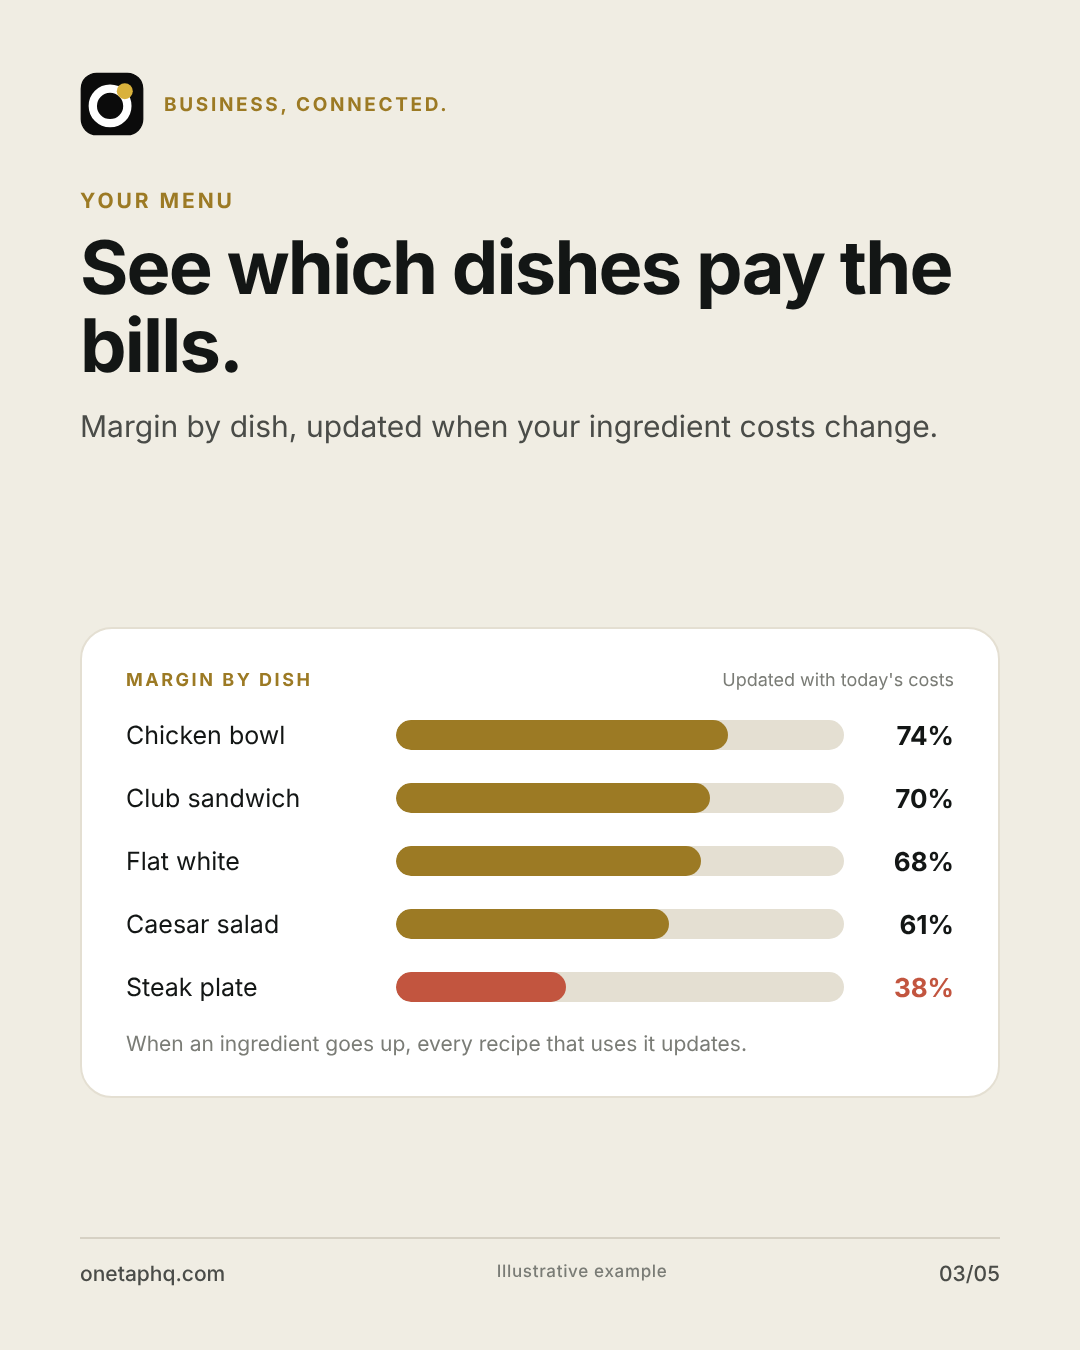 BUSINESS, CONNECTED.
YOUR MENU
See which dishes pay the
bills.
Margin by dish, updated when your ingredient costs change.
MARGIN BY DISH
Updated with today's costs
Chicken bowl 74%
Club sandwich 70%
Flat white 68%
Caesar salad 61%
Steak plate 38%
When an ingredient goes up, every recipe that uses it updates.
onetaphq.com
Illustrative example
03/05